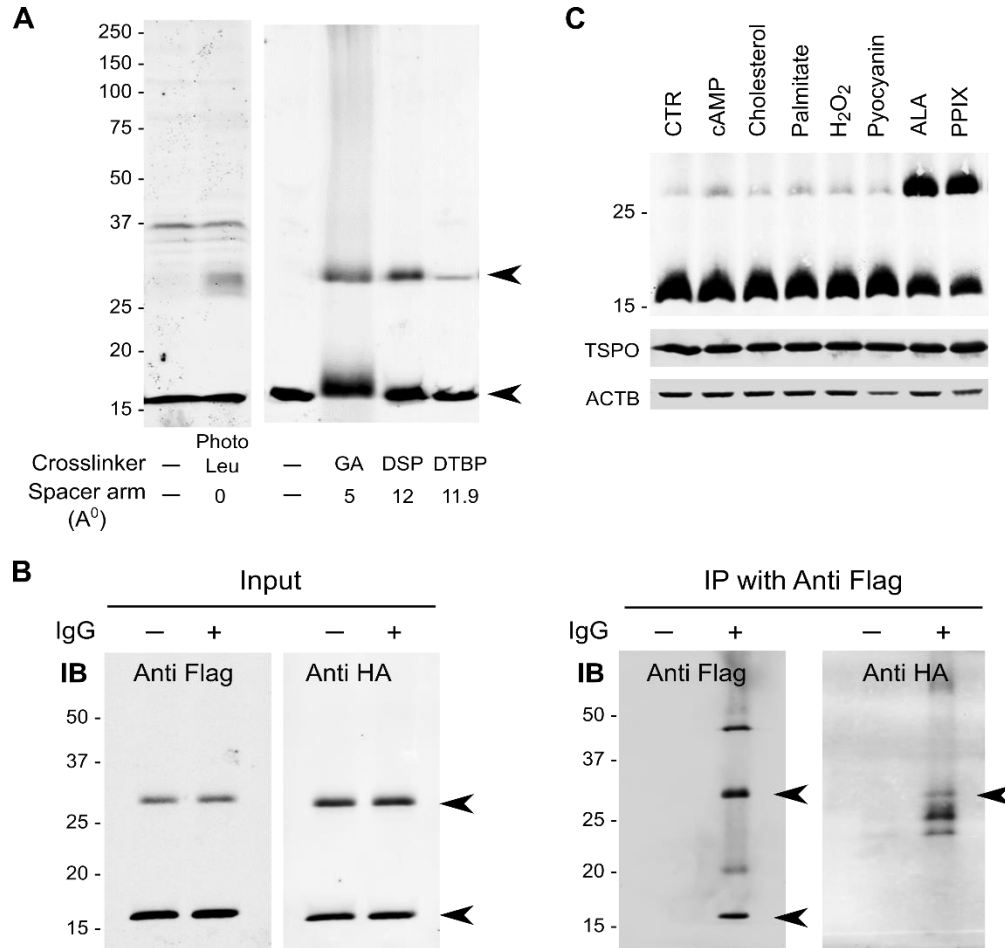 A
250 -
150 -
100 -
75 -
50 -
37 -
25 -
20 -
15 -
Crosslinker — Photo Leu — GA DSP DTBP
Spacer arm (A⁰) — 0 — 5 12 11.9
C
CTR cAMP Cholesterol Palmitate H₂O₂ Pyocyanin ALA PPIX
25 -
15 -
TSPO
ACTB
B
Input
IgG — + — +
IB Anti Flag Anti HA
50 -
37 -
25 -
20 -
15 -
IP with Anti Flag
IgG — + — +
IB Anti Flag Anti HA
50 -
37 -
25 -
20 -
15 -